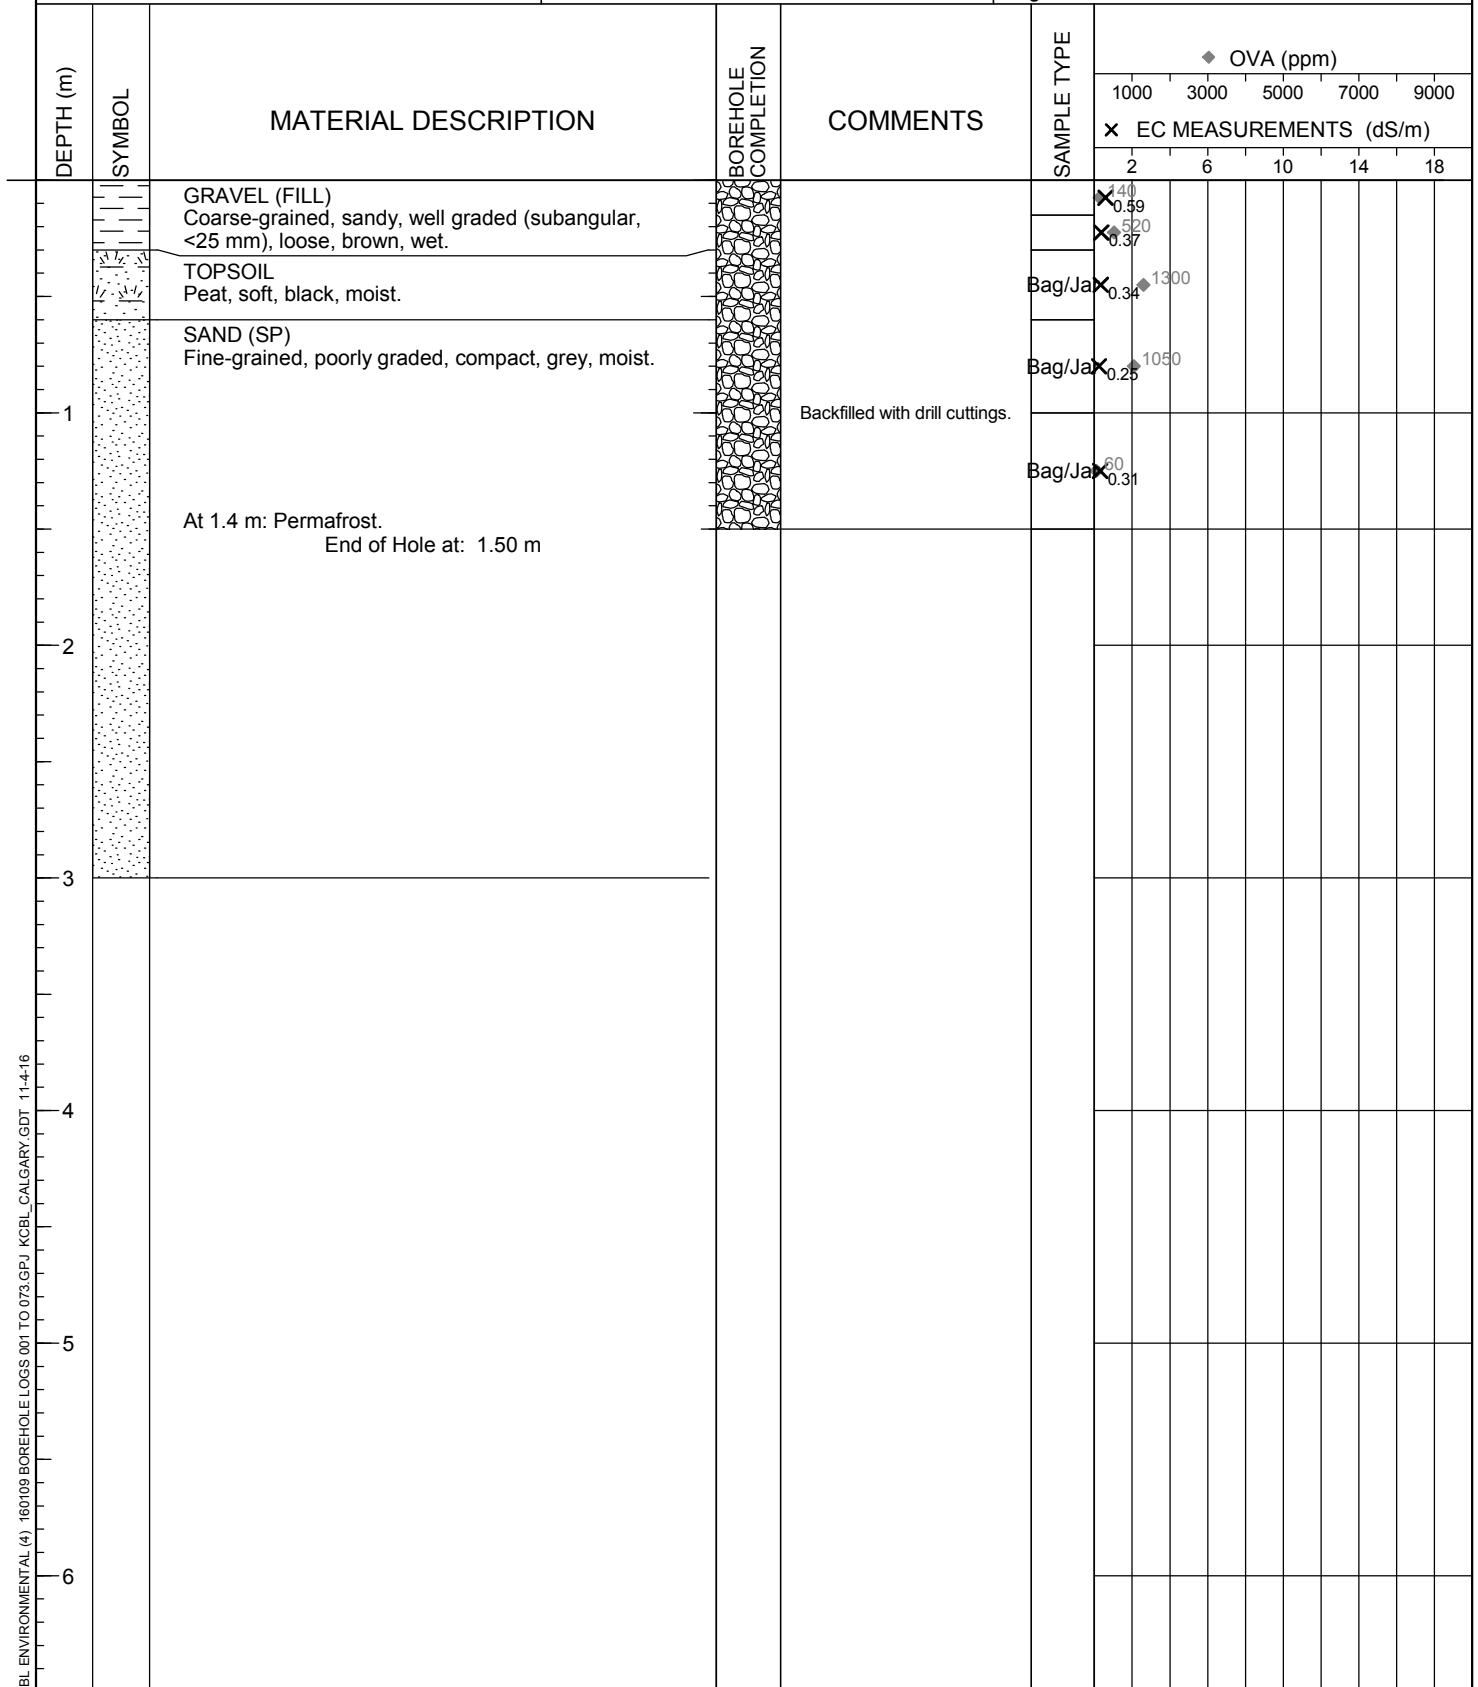 DEPTH (m)
SYMBOL
MATERIAL DESCRIPTION
BOREHOLE
COMPLETION
COMMENTS
SAMPLE TYPE
OVA (ppm)
1000 3000 5000 7000 9000
EC MEASUREMENTS (dS/m)
2 6 10 14 18
GRAVEL (FILL)
Coarse-grained, sandy, well graded (subangular,
<25 mm), loose, brown, wet.
140
0.59
520
0.37
TOPSOIL
Peat, soft, black, moist.
Bag/Ja
0.34
1300
SAND (SP)
Fine-grained, poorly graded, compact, grey, moist.
Bag/Ja
0.25
1050
1
Backfilled with drill cuttings.
Bag/Ja
60
0.31
At 1.4 m: Permafrost.
End of Hole at: 1.50 m
2
3
4
5
6
BL ENVIRONMENTAL (4) 160109 BOREHOLE LOGS 001 TO 073.GPJ KCBL_CALGARY.GDT 11-4-16